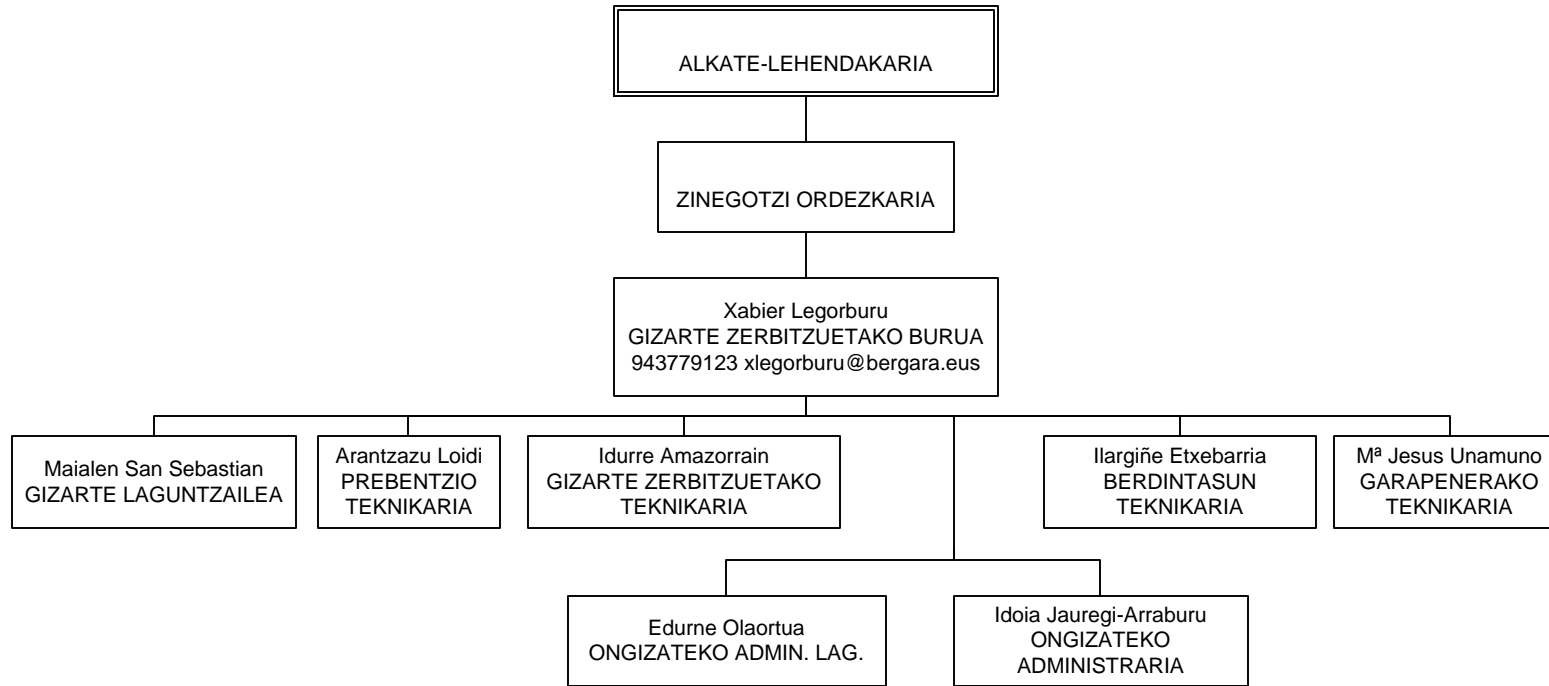 ALKATE-LEHENDAKARIA
ZINEGOTZI ORDEZKARIA
Xabier Legorburu
GIZARTE ZERBITZUETAKO BURUA
943779123 xlegorburu@bergara.eus
Maialen San Sebastian
GIZARTE LAGUNTZAILEA
Arantzazu Loidi
PREBENTZIO
TEKNIKARIA
Idurre Amazorrain
GIZARTE ZERBITZUETAKO
TEKNIKARIA
Ilargiñe Etxebarria
BERDINTASUN
TEKNIKARIA
Mª Jesus Unamuno
GARAPENERAKO
TEKNIKARIA
Edurne Olaortua
ONGIZATEKO ADMIN. LAG.
Idoia Jauregi-Arraburu
ONGIZATEKO
ADMINISTRARIA